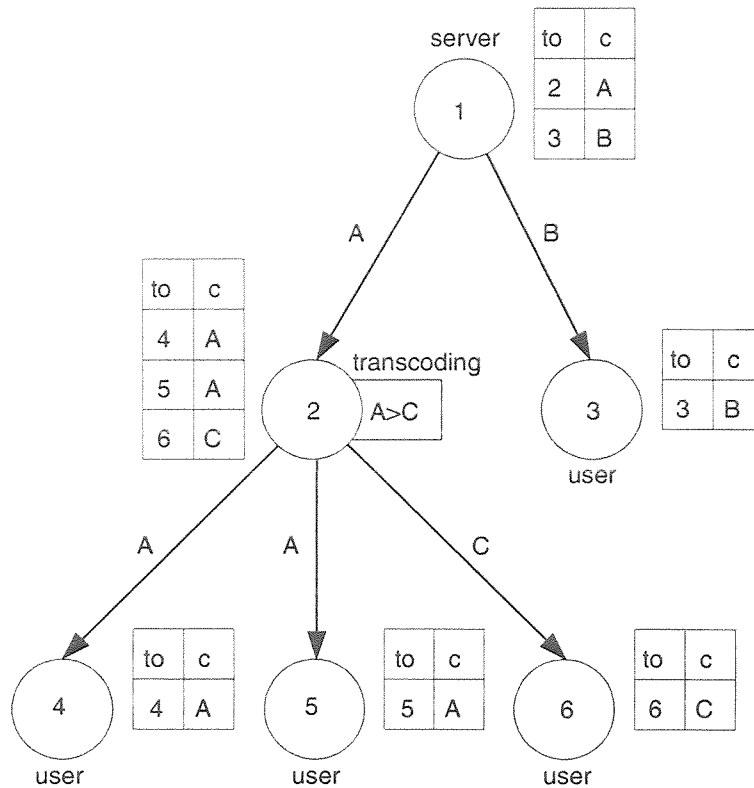 server
to c
2 A
3 B
1
A
B
to c
4 A
5 A
6 C
transcoding
2
A>C
to c
3 B
3
user
A
A
C
to c
4 A
4
user
to c
5 A
5
user
to c
6 C
6
user